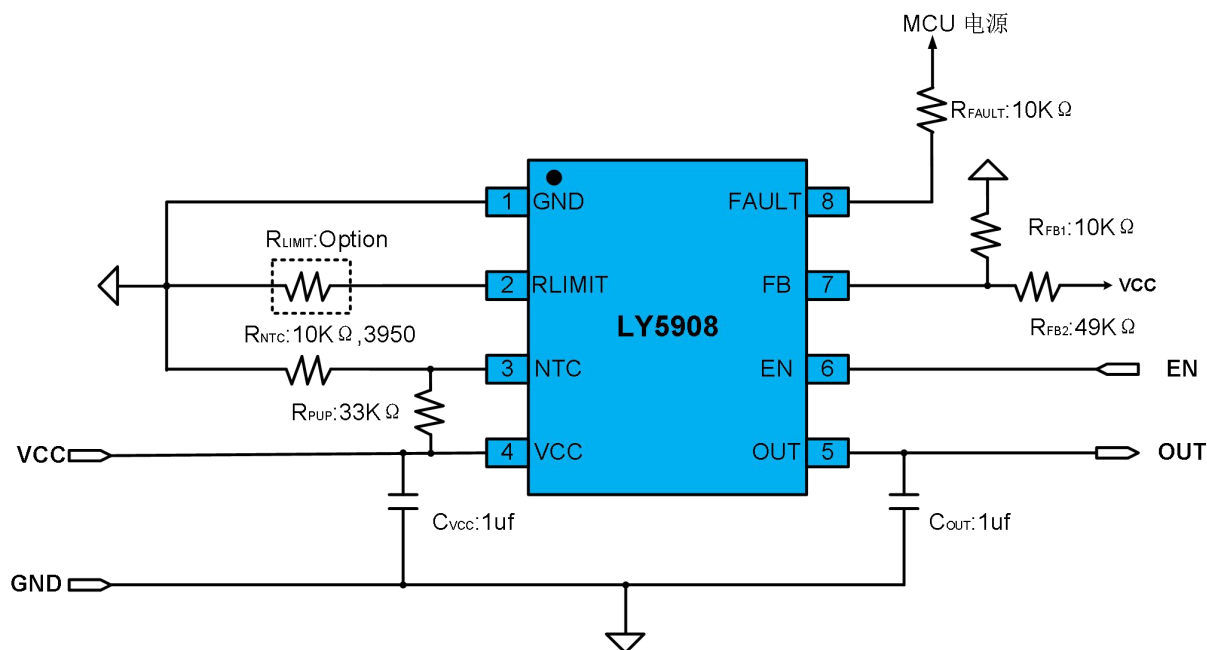 MCU 电源
RFAULT:10KΩ
1 GND
FAULT 8
RLIMIT:Option
RFB1:10KΩ
2 RLIMIT
FB 7
VCC
RNTC:10KΩ,3950
LY5908
RFB2:49KΩ
3 NTC
EN 6
EN
RPUP:33KΩ
VCC
4 VCC
OUT 5
OUT
CVCC:1uf
COUT:1uf
GND